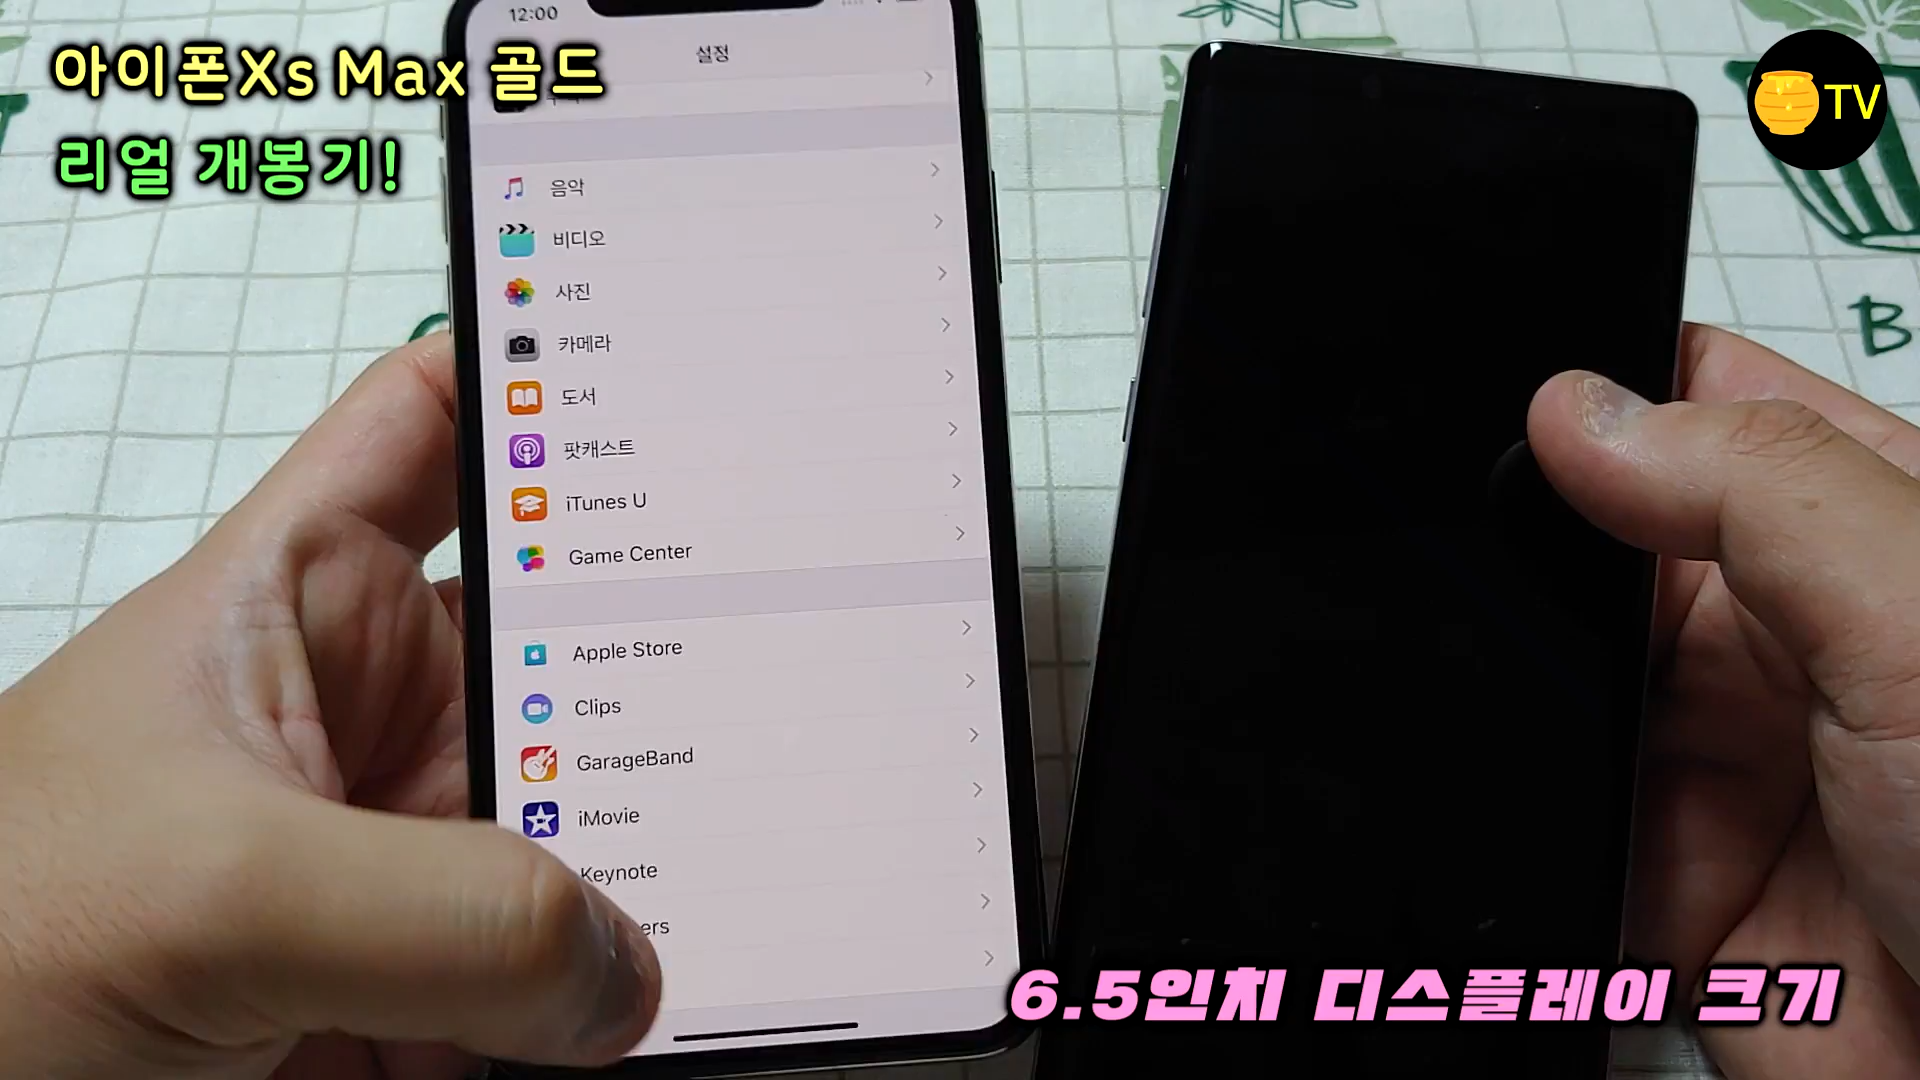 아이폰Xs Max 골드
리얼 개봉기!
TV
12:00
설정
음악
비디오
사진
카메라
도서
팟캐스트
iTunes U
Game Center
Apple Store
Clips
GarageBand
iMovie
Keynote
B
6.5인치 디스플레이 크기